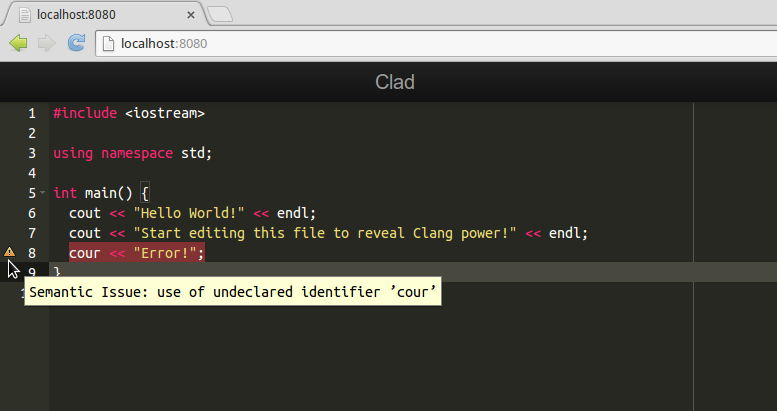 localhost:8080
localhost:8080
Clad
1 #include <iostream>
2
3 using namespace std;
4
5 int main() {
6 cout << "Hello World!" << endl;
7 cout << "Start editing this file to reveal Clang power!" << endl;
8 cour << "Error!";
9 }
Semantic Issue: use of undeclared identifier ’cour’